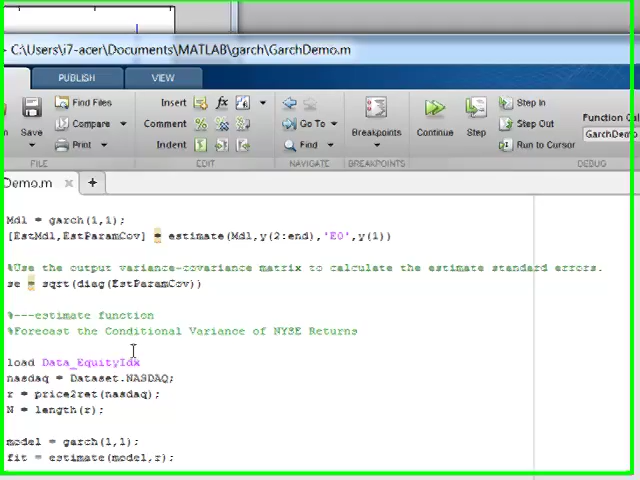 C:\Users\i7-acer\Documents\MATLAB\garch\GarchDemo.m
PUBLISH VIEW
Find Files Insert fx Step In
Save Compare Comment Go To Breakpoints Continue Step Step Out Function Cal
Print Indent Find Run to Cursor GarchDemo
FILE EDIT NAVIGATE BREAKPOINTS DEBUG
Demo.m × +
Mdl = garch(1,1);
[EstMdl,EstParamCov] = estimate(Mdl,y(2:end),'E0',y(1))
%Use the output variance-covariance matrix to calculate the estimate standard errors.
se = sqrt(diag(EstParamCov))
%---estimate function
%Forecast the Conditional Variance of NYSE Returns
load Data_EquityIdx
nasdaq = Dataset.NASDAQ;
r = price2ret(nasdaq);
N = length(r);
model = garch(1,1);
fit = estimate(model,r);